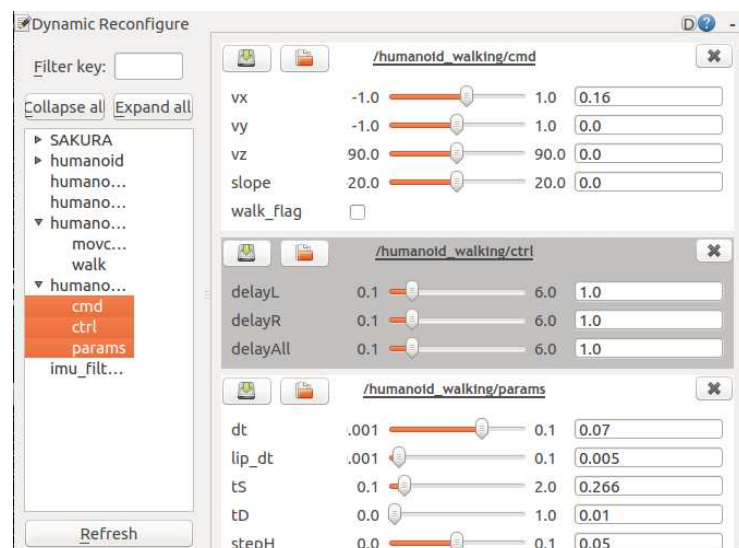 Dynamic Reconfigure D ? -
Filter key:
Collapse all Expand all
SAKURA
humanoid
humano...
humano...
humano...
movc...
walk
humano...
cmd
ctrl
params
imu_filt...
Refresh
/humanoid_walking/cmd
vx -1.0 1.0 0.16
vy -1.0 1.0 0.0
vz 90.0 90.0 0.0
slope 20.0 20.0 0.0
walk_flag
/humanoid_walking/ctrl
delayL 0.1 6.0 1.0
delayR 0.1 6.0 1.0
delayAll 0.1 6.0 1.0
/humanoid_walking/params
dt .001 0.1 0.07
lip_dt .001 0.1 0.005
tS 0.1 2.0 0.266
tD 0.0 1.0 0.01
stepH 0.0 0.1 0.05